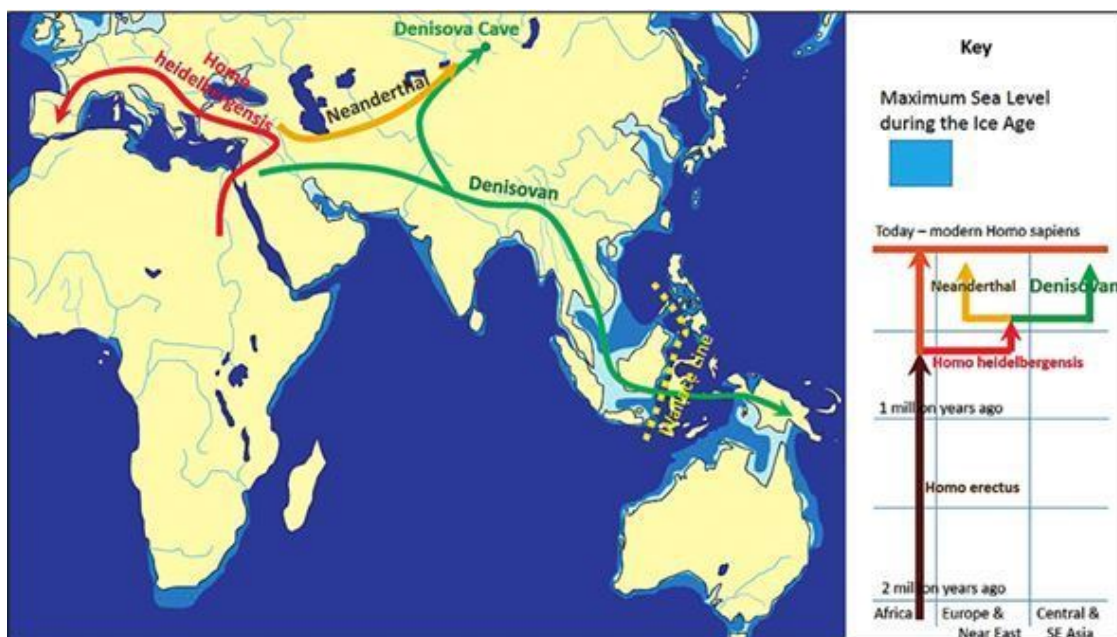 Denisova Cave
Homo
heidelbergensis
Neanderthal
Denisovan
Wallace Line
Key
Maximum Sea Level
during the Ice Age
Today – modern Homo sapiens
Neanderthal
Denisovan
Homo heidelbergensis
1 million years ago
Homo erectus
2 million years ago
Africa
Europe &
Near East
Central &
SE Asia